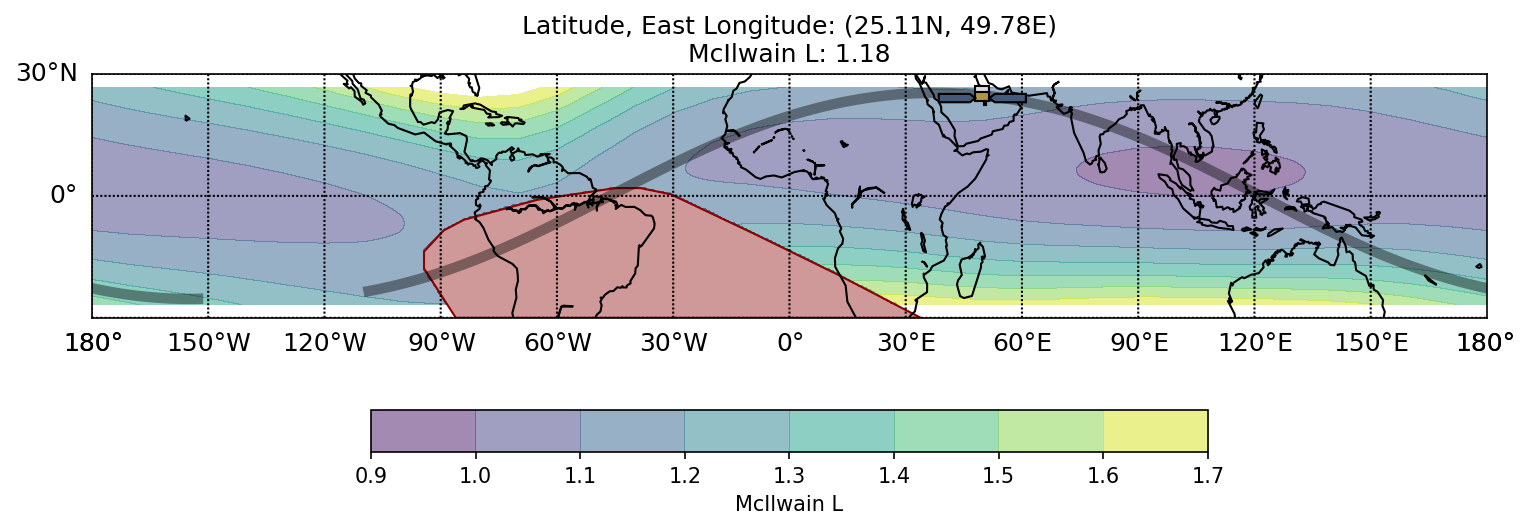 Latitude, East Longitude: (25.11N, 49.78E)
McIlwain L: 1.18
30°N
0°
180° 150°W 120°W 90°W 60°W 30°W 0° 30°E 60°E 90°E 120°E 150°E 180°
0.9 1.0 1.1 1.2 1.3 1.4 1.5 1.6 1.7
McIlwain L